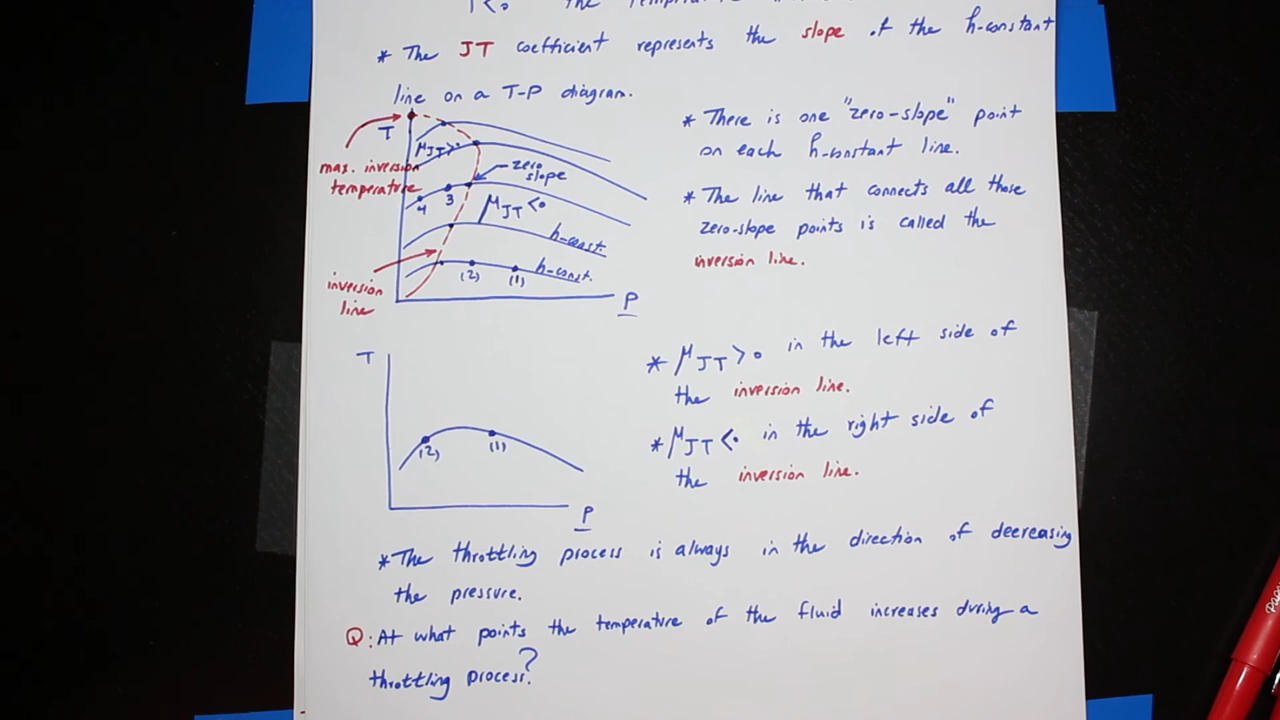 the
* The JT coefficient represents the slope of the h-constant
line on a T-P diagram.
T
μJT>0
max. inversion
temperature
zero
slope
4
3
μJT<0
h-const.
h-const.
(2)
(1)
inversion
line
P
* There is one "zero-slope" point
on each h-constant line.
* The line that connects all those
zero-slope points is called the
inversion line.
T
(2)
(1)
P
* μJT>0 in the left side of
the inversion line.
* μJT<0 in the right side of
the inversion line.
* The throttling process is always in the direction of decreasing
the pressure.
Q: At what points the temperature of the fluid increases during a
throttling process?